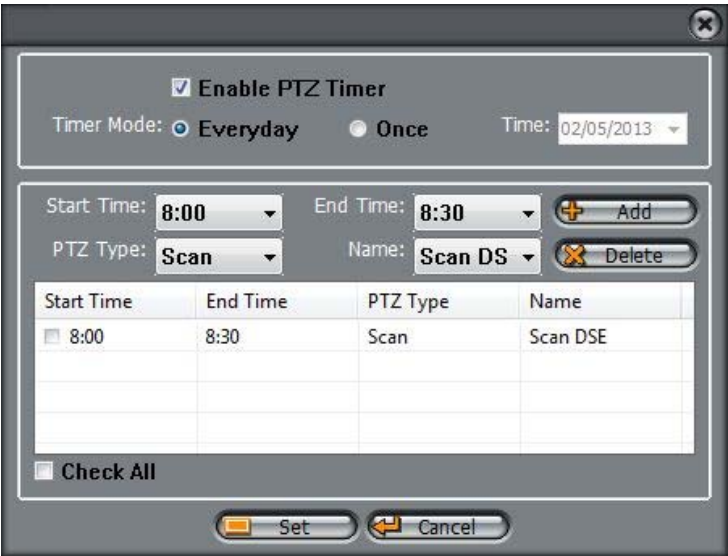 Enable PTZ Timer
Timer Mode: Everyday Once Time: 02/05/2013
Start Time: 8:00 End Time: 8:30 Add
PTZ Type: Scan Name: Scan DS Delete
Start Time End Time PTZ Type Name
8:00 8:30 Scan Scan DSE
Check All
Set Cancel